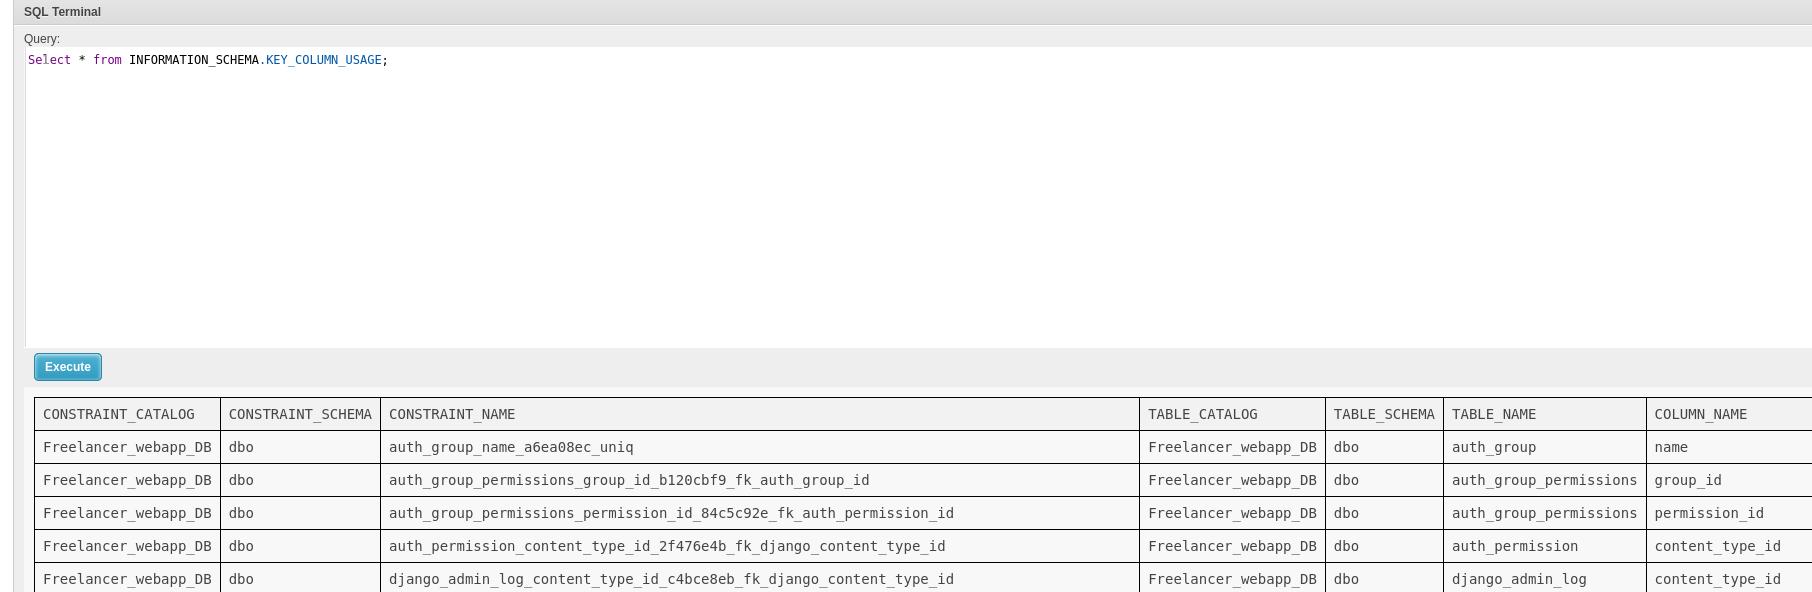 SQL Terminal
Query:
Select * from INFORMATION_SCHEMA.KEY_COLUMN_USAGE;
Execute
CONSTRAINT_CATALOG CONSTRAINT_SCHEMA CONSTRAINT_NAME TABLE_CATALOG TABLE_SCHEMA TABLE_NAME COLUMN_NAME
Freelancer_webapp_DB dbo auth_group_name_a6ea08ec_uniq Freelancer_webapp_DB dbo auth_group name
Freelancer_webapp_DB dbo auth_group_permissions_group_id_b120cbf9_fk_auth_group_id Freelancer_webapp_DB dbo auth_group_permissions group_id
Freelancer_webapp_DB dbo auth_group_permissions_permission_id_84c5c92e_fk_auth_permission_id Freelancer_webapp_DB dbo auth_group_permissions permission_id
Freelancer_webapp_DB dbo auth_permission_content_type_id_2f476e4b_fk_django_content_type_id Freelancer_webapp_DB dbo auth_permission content_type_id
Freelancer_webapp_DB dbo django_admin_log_content_type_id_c4bce8eb_fk_django_content_type_id Freelancer_webapp_DB dbo django_admin_log content_type_id